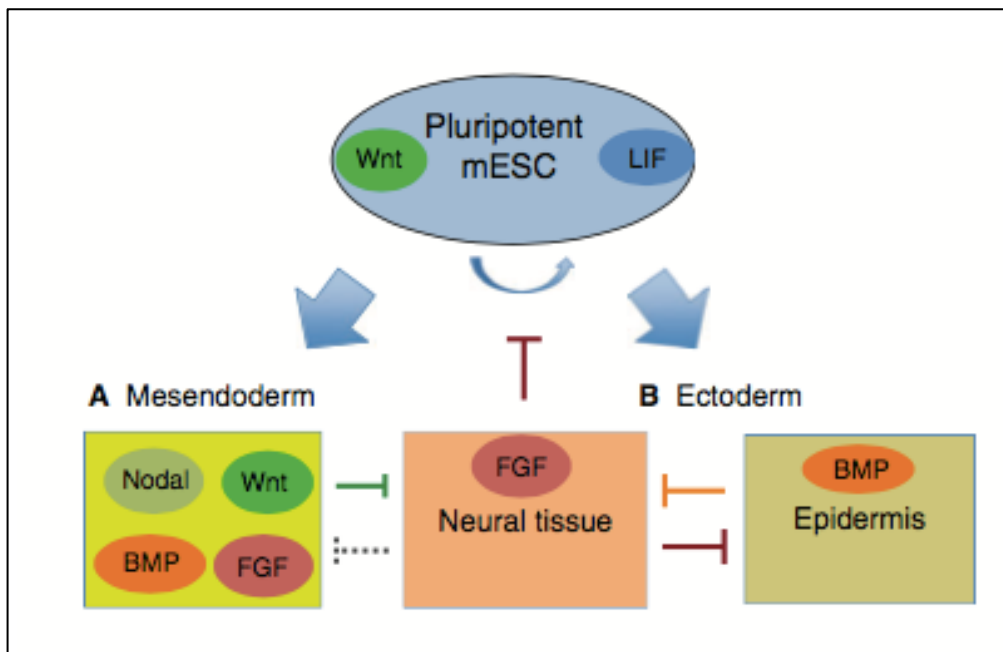 Pluripotent
mESC
Wnt
LIF
A Mesendoderm
B Ectoderm
Nodal
Wnt
BMP
FGF
FGF
Neural tissue
BMP
Epidermis